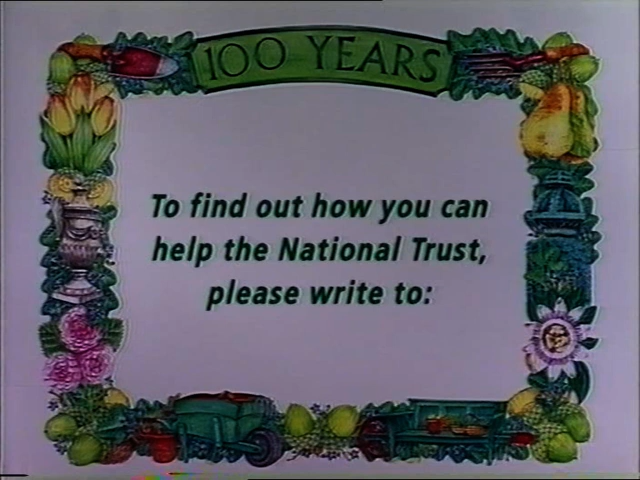 100 YEARS
To find out how you can
help the National Trust,
please write to: